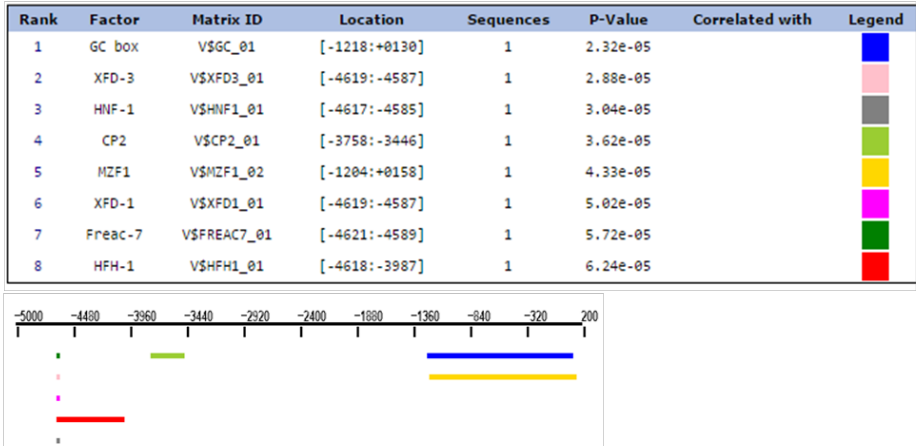 Rank Factor Matrix ID Location Sequences P-Value Correlated with Legend
1 GC box V$GC_01 [-1218:+0130] 1 2.32e-05
2 XFD-3 V$XFD3_01 [-4619:-4587] 1 2.88e-05
3 HNF-1 V$HNF1_01 [-4617:-4585] 1 3.04e-05
4 CP2 V$CP2_01 [-3758:-3446] 1 3.62e-05
5 MZF1 V$MZF1_02 [-1204:+0158] 1 4.33e-05
6 XFD-1 V$XFD1_01 [-4619:-4587] 1 5.02e-05
7 Freac-7 V$FREAC7_01 [-4621:-4589] 1 5.72e-05
8 HFH-1 V$HFH1_01 [-4618:-3987] 1 6.24e-05
-5000 -4480 -3960 -3440 -2920 -2400 -1880 -1360 -840 -320 200